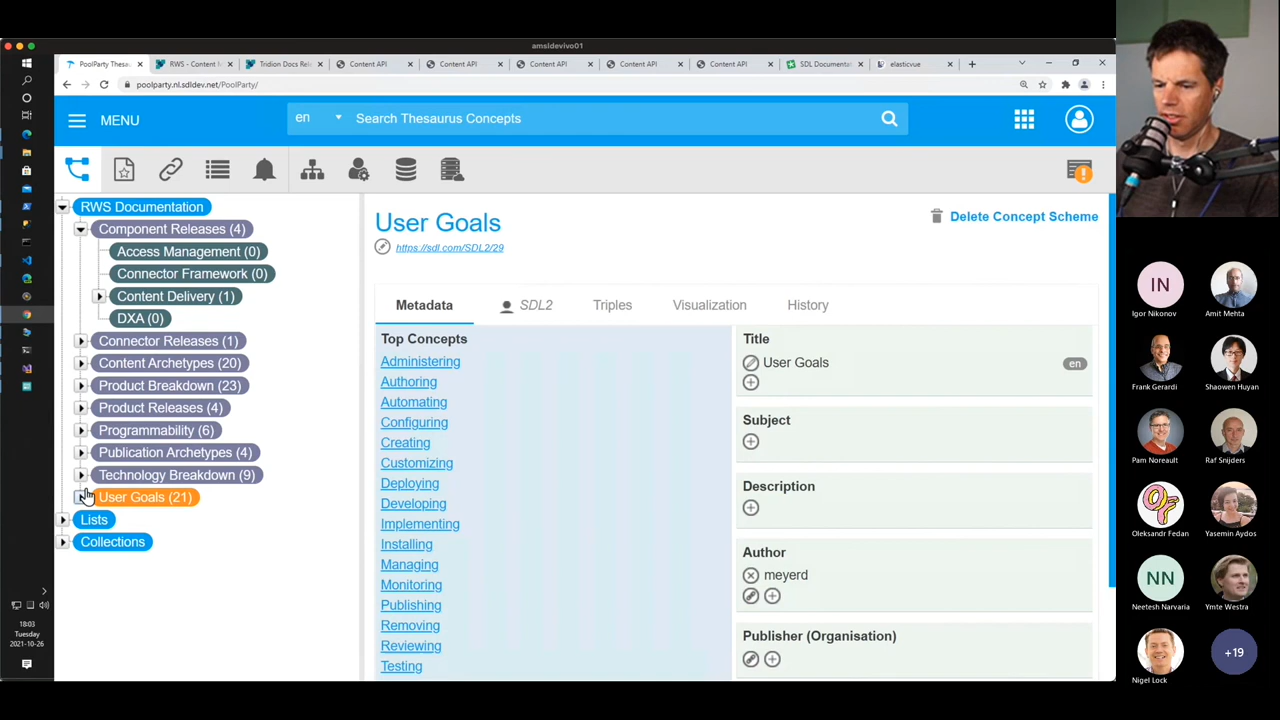 amsldevivo01
PoolParty Thesa
RWS - Content M
Tridion Docs Rele
Content API
Content API
Content API
Content API
Content API
SDL Documenta
elasticvue
poolparty.nl.sdldev.net/PoolParty/
MENU
en
Search Thesaurus Concepts
RWS Documentation
Component Releases (4)
Access Management (0)
Connector Framework (0)
Content Delivery (1)
DXA (0)
Connector Releases (1)
Content Archetypes (20)
Product Breakdown (23)
Product Releases (4)
Programmability (6)
Publication Archetypes (4)
Technology Breakdown (9)
User Goals (21)
Lists
Collections
User Goals
Delete Concept Scheme
https://sdl.com/SDL2/29
Metadata
SDL2
Triples
Visualization
History
Top Concepts
Administering
Authoring
Automating
Configuring
Creating
Customizing
Deploying
Developing
Implementing
Installing
Managing
Monitoring
Publishing
Removing
Reviewing
Testing
Title
User Goals
en
Subject
Description
Author
meyerd
Publisher (Organisation)
18:03
Tuesday
2021-10-26
IN
Igor Nikonov
Amit Mehta
Frank Gerardi
Shaowen Huyan
Pam Noreault
Raf Snijders
Oleksandr Fedan
Yasemin Aydos
NN
Neetesh Narvaria
Ymte Westra
Nigel Lock
+19